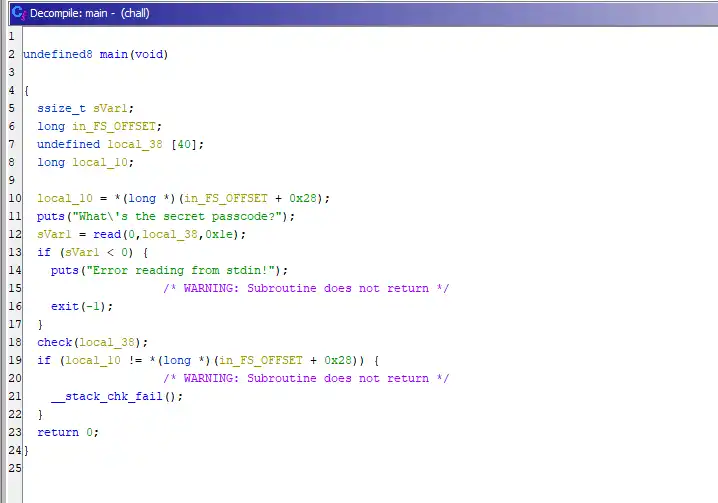 Decompile: main - (chall)
1
2 undefined8 main(void)
3
4 {
5 ssize_t sVar1;
6 long in_FS_OFFSET;
7 undefined local_38 [40];
8 long local_10;
9
10 local_10 = *(long *)(in_FS_OFFSET + 0x28);
11 puts("What\'s the secret passcode?");
12 sVar1 = read(0,local_38,0x1e);
13 if (sVar1 < 0) {
14 puts("Error reading from stdin!");
15 /* WARNING: Subroutine does not return */
16 exit(-1);
17 }
18 check(local_38);
19 if (local_10 != *(long *)(in_FS_OFFSET + 0x28)) {
20 /* WARNING: Subroutine does not return */
21 __stack_chk_fail();
22 }
23 return 0;
24 }
25